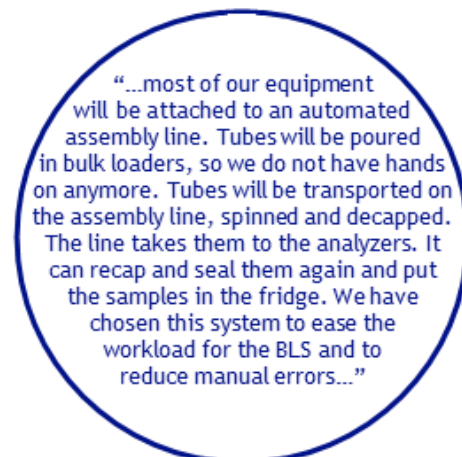 “...most of our equipment
will be attached to an automated
assembly line. Tubes will be poured
in bulk loaders, so we do not have hands
on anymore. Tubes will be transported on
the assembly line, spinned and decapped.
The line takes them to the analyzers. It
can recap and seal them again and put
the samples in the fridge. We have
chosen this system to ease the
workload for the BLS and to
reduce manual errors...”